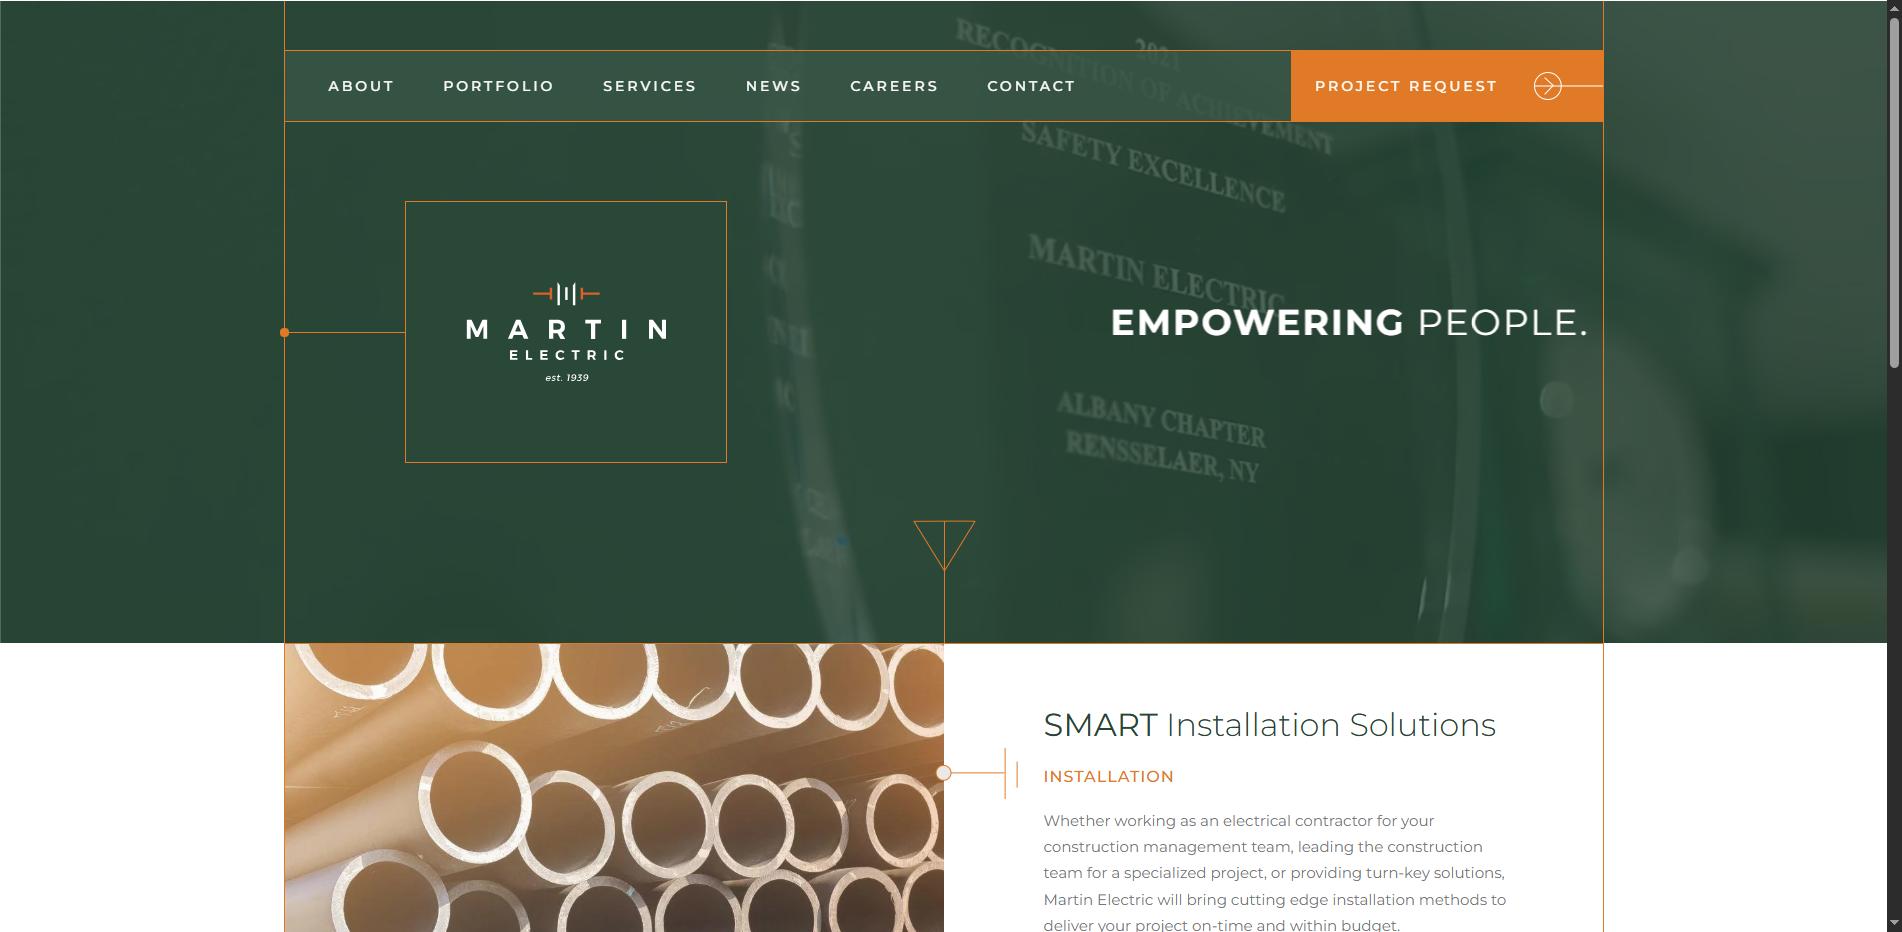 ABOUT PORTFOLIO SERVICES NEWS CAREERS CONTACT PROJECT REQUEST
2021
RECOGNITION OF ACHIEVEMENT
SAFETY EXCELLENCE
MARTIN ELECTRIC
ALBANY CHAPTER
RENSSELAER, NY
MARTIN
ELECTRIC
est. 1939
EMPOWERING PEOPLE.
SMART Installation Solutions
INSTALLATION
Whether working as an electrical contractor for your
construction management team, leading the construction
team for a specialized project, or providing turn-key solutions,
Martin Electric will bring cutting edge installation methods to
deliver your project on-time and within budget.